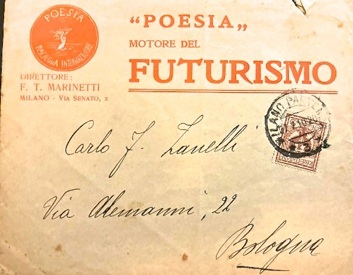 POESIA
RASSEGNA INTERNAZIONALE
DIRETTORE:
F. T. MARINETTI
MILANO - VIA SENATO, 2
"POESIA„
MOTORE DEL
FUTURISMO
MILANO
Carlo J. Zanelli
Via Alemanni, 22
Bologna